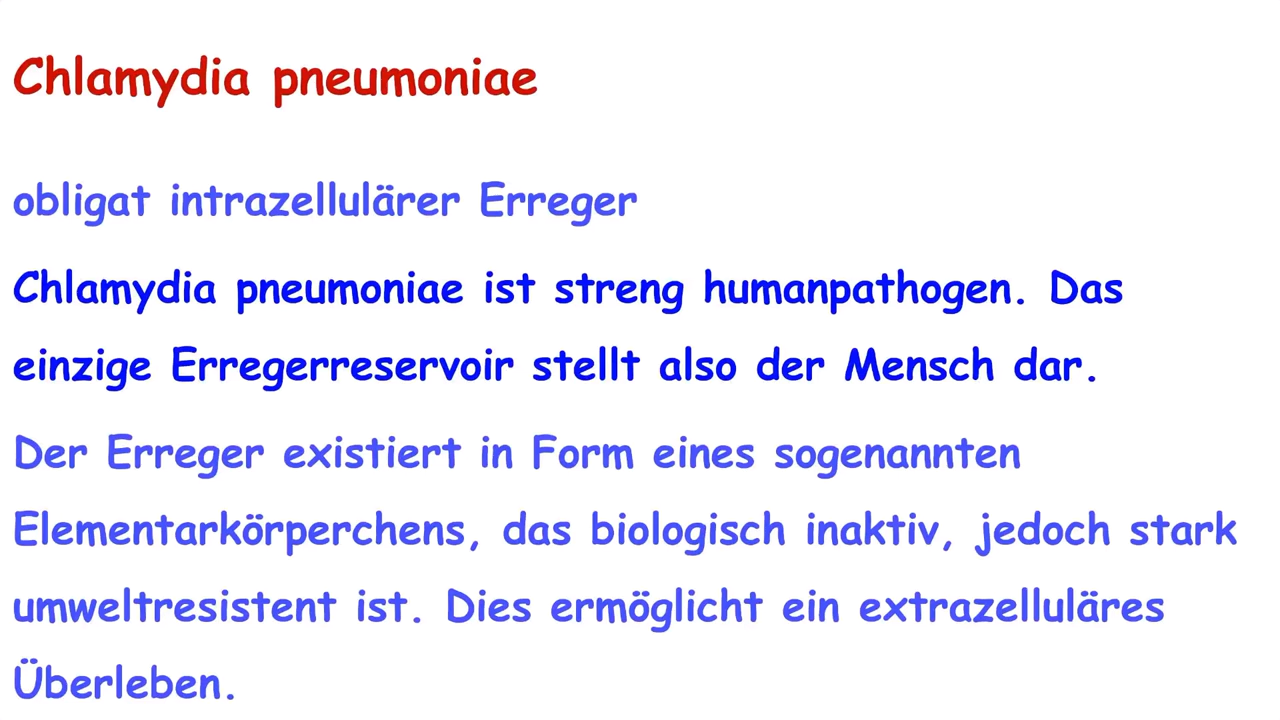 Chlamydia pneumoniae
obligat intrazellulärer Erreger
Chlamydia pneumoniae ist streng humanpathogen. Das
einzige Erregerreservoir stellt also der Mensch dar.
Der Erreger existiert in Form eines sogenannten
Elementarkörperchens, das biologisch inaktiv, jedoch stark
umweltresistent ist. Dies ermöglicht ein extrazelluläres
Überleben.